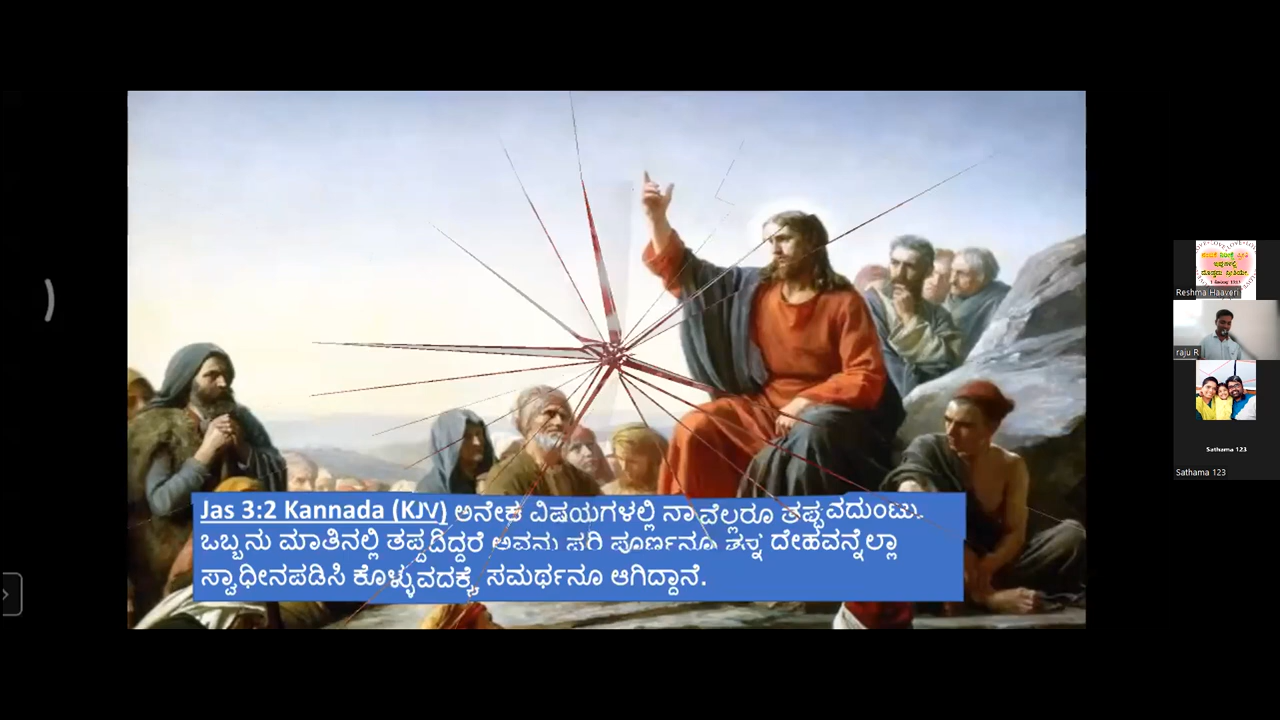 Jas 3:2 Kannada (KJV) ಅನೇಕ ವಿಷಯಗಳಲ್ಲಿ ನಾವೆಲ್ಲರೂ ತಪ್ಪುವದುಂಟು.
ಒಬ್ಬನು ಮಾತಿನಲ್ಲಿ ತಪ್ಪದಿದ್ದರೆ ಅವನು ಪರಿ ಪೂರ್ಣನೂ ತನ್ನ ದೇಹವನ್ನೆಲ್ಲಾ
ಸ್ವಾಧೀನಪಡಿಸಿ ಕೊಳ್ಳುವದಕ್ಕೆ ಸಮರ್ಥನೂ ಆಗಿದ್ದಾನೆ.
Reshma Haaveri
raju R
Sathama 123
Sathama 123